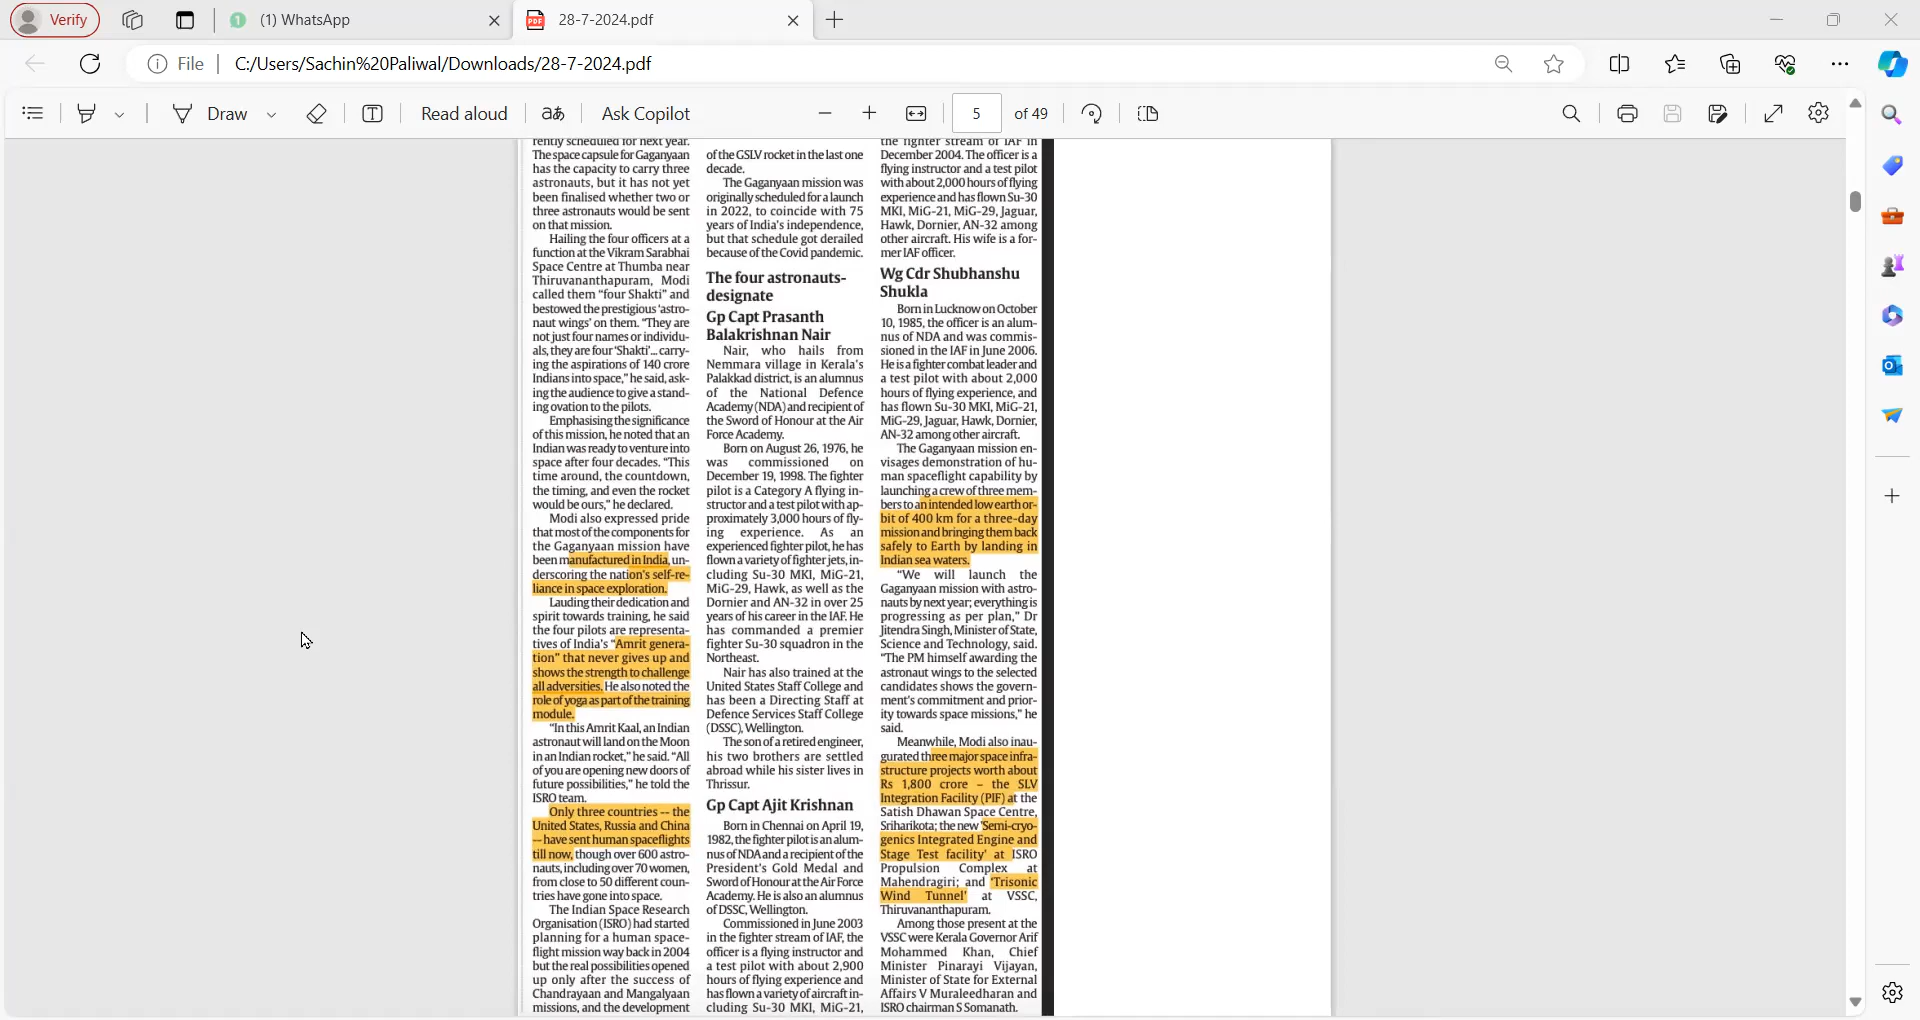 Verify
(1) WhatsApp
28-7-2024.pdf
File
C:/Users/Sachin%20Paliwal/Downloads/28-7-2024.pdf
Draw
Read aloud
aあ
Ask Copilot
5
of 49
rently scheduled for next year.
The space capsule for Gaganyaan
has the capacity to carry three
astronauts, but it has not yet
been finalised whether two or
three astronauts would be sent
on that mission.
Hailing the four officers at a
function at the Vikram Sarabhai
Space Centre at Thumba near
Thiruvananthapuram, Modi
called them “four Shakti” and
bestowed the prestigious ‘astro-
naut wings’ on them. “They are
not just four names or individu-
als, they are four ‘Shakti’... carry-
ing the aspirations of 140 crore
Indians into space,” he said, ask-
ing the audience to give a stand-
ing ovation to the pilots.
Emphasising the significance
of this mission, he noted that an
Indian was ready to venture into
space after four decades. “This
time around, the countdown,
the timing, and even the rocket
would be ours,” he declared.
Modi also expressed pride
that most of the components for
the Gaganyaan mission have
been manufactured in India, un-
derscoring the nation’s self-re-
liance in space exploration.
Lauding their dedication and
spirit towards training, he said
the four pilots are representa-
tives of India’s “Amrit genera-
tion” that never gives up and
shows the strength to challenge
all adversities. He also noted the
role of yoga as part of the training
module.
“In this Amrit Kaal, an Indian
astronaut will land on the Moon
in an Indian rocket,” he said. “All
of you are opening new doors of
future possibilities,” he told the
ISRO team.
Only three countries -- the
United States, Russia and China
-- have sent human spaceflights
till now, though over 600 astro-
nauts, including over 70 women,
from close to 50 different coun-
tries have gone into space.
The Indian Space Research
Organisation (ISRO) had started
planning for a human space-
flight mission way back in 2004
but the real possibilities opened
up only after the success of
Chandrayaan and Mangalyaan
missions, and the development
of the GSLV rocket in the last one
decade.
The Gaganyaan mission was
originally scheduled for a launch
in 2022, to coincide with 75
years of India’s independence,
but that schedule got derailed
because of the Covid pandemic.
The four astronauts-
designate
Gp Capt Prasanth
Balakrishnan Nair
Nair, who hails from
Nemmara village in Kerala’s
Palakkad district, is an alumnus
of the National Defence
Academy (NDA) and recipient of
the Sword of Honour at the Air
Force Academy.
Born on August 26, 1976, he
was commissioned on
December 19, 1998. The fighter
pilot is a Category A flying in-
structor and a test pilot with ap-
proximately 3,000 hours of fly-
ing experience. As an
experienced fighter pilot, he has
flown a variety of fighter jets, in-
cluding Su-30 MKI, MiG-21,
MiG-29, Hawk, as well as the
Dornier and AN-32 in over 25
years of his career in the IAF. He
has commanded a premier
fighter Su-30 squadron in the
Northeast.
Nair has also trained at the
United States Staff College and
has been a Directing Staff at
Defence Services Staff College
(DSSC), Wellington.
The son of a retired engineer,
his two brothers are settled
abroad while his sister lives in
Thrissur.
Gp Capt Ajit Krishnan
Born in Chennai on April 19,
1982, the fighter pilot is an alum-
nus of NDA and a recipient of the
President’s Gold Medal and
Sword of Honour at the Air Force
Academy. He is also an alumnus
of DSSC, Wellington.
Commissioned in June 2003
in the fighter stream of IAF, the
officer is a flying instructor and
a test pilot with about 2,900
hours of flying experience and
has flown a variety of aircraft in-
cluding Su-30 MKI, MiG-21,
the fighter stream of IAF in
December 2004. The officer is a
flying instructor and a test pilot
with about 2,000 hours of flying
experience and has flown Su-30
MKI, MiG-21, MiG-29, Jaguar,
Hawk, Dornier, AN-32 among
other aircraft. His wife is a for-
mer IAF officer.
Wg Cdr Shubhanshu
Shukla
Born in Lucknow on October
10, 1985, the officer is an alum-
nus of NDA and was commis-
sioned in the IAF in June 2006.
He is a fighter combat leader and
a test pilot with about 2,000
hours of flying experience, and
has flown Su-30 MKI, MiG-21,
MiG-29, Jaguar, Hawk, Dornier,
AN-32 among other aircraft.
The Gaganyaan mission en-
visages demonstration of hu-
man spaceflight capability by
launching a crew of three mem-
bers to an intended low earth or-
bit of 400 km for a three-day
mission and bringing them back
safely to Earth by landing in
Indian sea waters.
“We will launch the
Gaganyaan mission with astro-
nauts by next year; everything is
progressing as per plan,” Dr
Jitendra Singh, Minister of State,
Science and Technology, said.
“The PM himself awarding the
astronaut wings to the selected
candidates shows the govern-
ment’s commitment and prior-
ity towards space missions,” he
said.
Meanwhile, Modi also inau-
gurated three major space infra-
structure projects worth about
Rs 1,800 crore – the SLV
Integration Facility (PIF) at the
Satish Dhawan Space Centre,
Sriharikota; the new ‘Semi-cryo-
genics Integrated Engine and
Stage Test facility’ at ISRO
Propulsion Complex at
Mahendragiri; and ‘Trisonic
Wind Tunnel’ at VSSC,
Thiruvananthapuram.
Among those present at the
VSSC were Kerala Governor Arif
Mohammed Khan, Chief
Minister Pinarayi Vijayan,
Minister of State for External
Affairs V Muraleedharan and
ISRO chairman S Somanath.